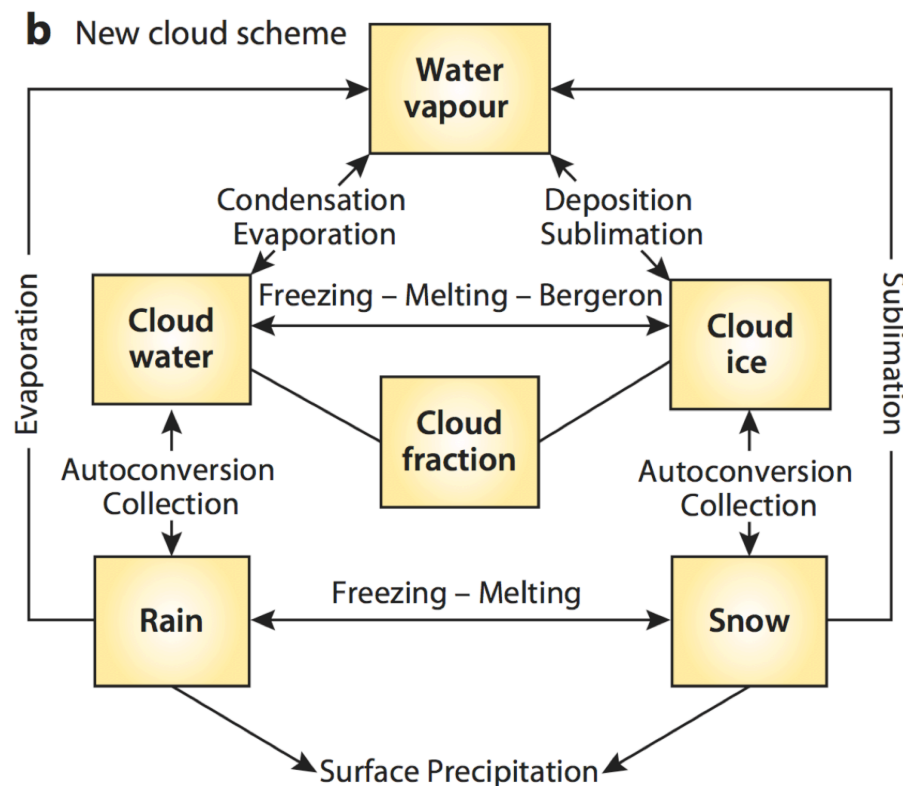 b New cloud scheme
Water
vapour
Condensation
Evaporation
Deposition
Sublimation
Evaporation
Sublimation
Cloud
water
Freezing – Melting – Bergeron
Cloud
ice
Cloud
fraction
Autoconversion
Collection
Autoconversion
Collection
Rain
Freezing – Melting
Snow
Surface Precipitation